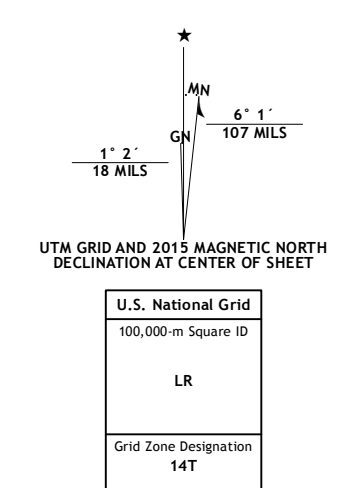 ★
MN
6° 1´
107 MILS
GN
1° 2´
18 MILS
UTM GRID AND 2015 MAGNETIC NORTH
DECLINATION AT CENTER OF SHEET
U.S. National Grid
100,000-m Square ID
LR
Grid Zone Designation
14T